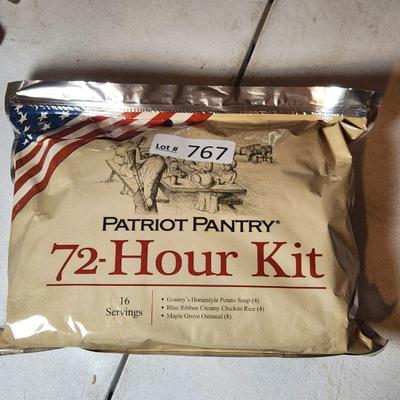 Lot # 767
PATRIOT PANTRY®
72-HOUR KIT
16
Servings
• Granny's Homestyle Potato Soup (4)
• Blue Ribbon Creamy Chicken Rice (4)
• Maple Grove Oatmeal (8)